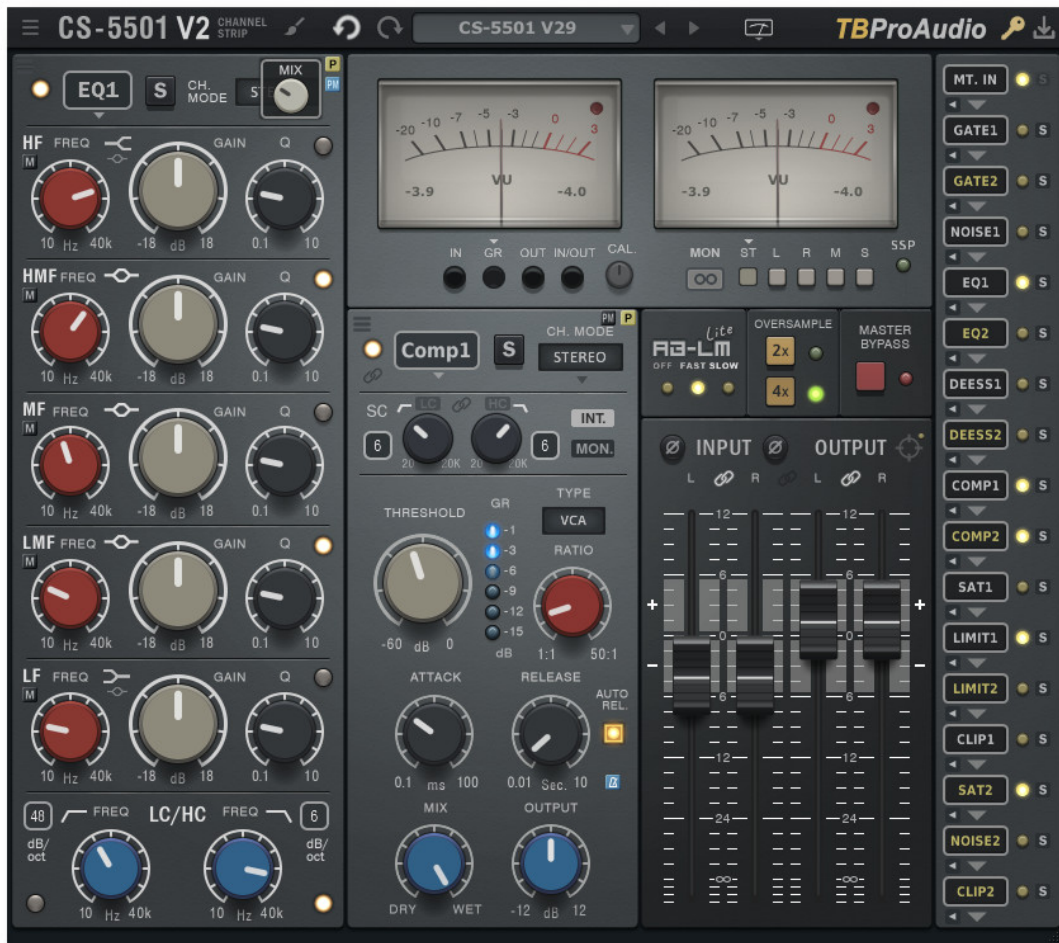 CS-5501 V2 CHANNEL STRIP CS-5501 V29 TBProAudio
EQ1 S CH. MODE ST MIX P PM
HF FREQ GAIN Q
M
10 Hz 40k -18 dB 18 0.1 10
HMF FREQ GAIN Q
M
10 Hz 40k -18 dB 18 0.1 10
MF FREQ GAIN Q
M
10 Hz 40k -18 dB 18 0.1 10
LMF FREQ GAIN Q
M
10 Hz 40k -18 dB 18 0.1 10
LF FREQ GAIN Q
M
10 Hz 40k -18 dB 18 0.1 10
48 FREQ LC/HC FREQ 6
dB/oct dB/oct
10 Hz 40k 10 Hz 40k
-20 -10 -7 -5 -3 0 3
VU
-3.9 -4.0
-20 -10 -7 -5 -3 0 3
VU
-3.9 -4.0
IN GR OUT IN/OUT CAL.
MON ST L R M S SSP
PM P
Comp1 S CH. MODE
STEREO
SC LC HC INT.
6 6 MON.
20 20K 20 20K
THRESHOLD GR TYPE
VCA
-1
-3
-6
-9
-12
-15
dB
RATIO
-60 dB 0 1:1 50:1
ATTACK RELEASE AUTO REL.
0.1 ms 100 0.01 Sec. 10
MIX OUTPUT
DRY WET -12 dB 12
AB-LM Lite
OFF FAST SLOW
OVERSAMPLE
2x
4x
MASTER BYPASS
Ø INPUT Ø OUTPUT
L R L R
12 12
6 6
+ 0 0 +
- 6 6 -
12 12
24 24
-∞ -∞
MT. IN S
GATE1 S
GATE2 S
NOISE1 S
EQ1 S
EQ2 S
DEESS1 S
DEESS2 S
COMP1 S
COMP2 S
SAT1 S
LIMIT1 S
LIMIT2 S
CLIP1 S
SAT2 S
NOISE2 S
CLIP2 S